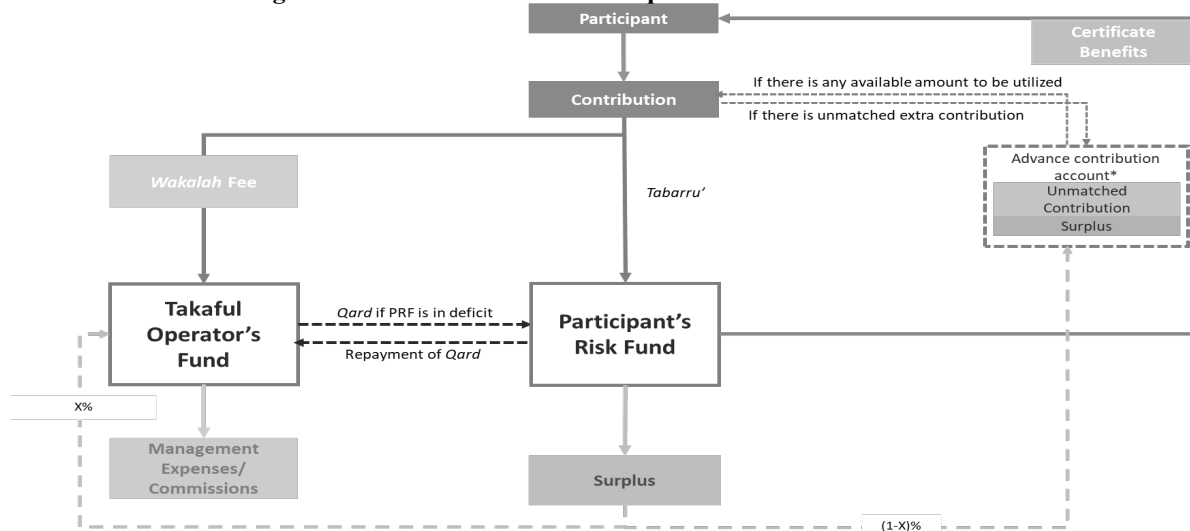 Participant
Certificate
Benefits
If there is any available amount to be utilized
Contribution
If there is unmatched extra contribution
Advance contribution
account*
Unmatched
Contribution
Surplus
Wakalah Fee
Tabarru’
Takaful
Operator’s
Fund
Qard if PRF is in deficit
Repayment of Qard
Participant’s
Risk Fund
X%
Management
Expenses/
Commissions
Surplus
(1-X)%